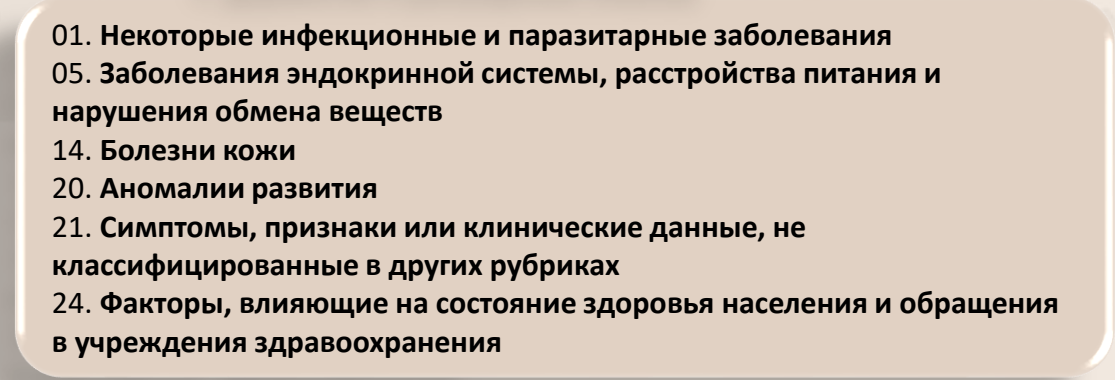 01. Некоторые инфекционные и паразитарные заболевания
05. Заболевания эндокринной системы, расстройства питания и
нарушения обмена веществ
14. Болезни кожи
20. Аномалии развития
21. Симптомы, признаки или клинические данные, не
классифицированные в других рубриках
24. Факторы, влияющие на состояние здоровья населения и обращения
в учреждения здравоохранения